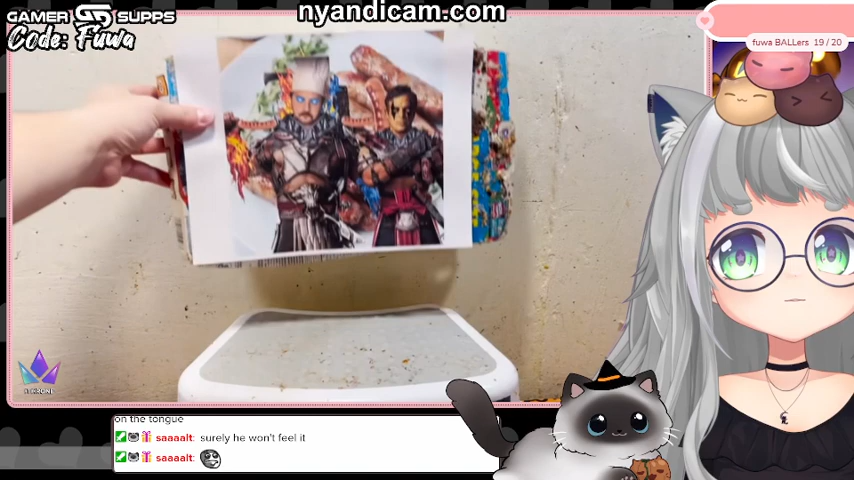 nyandicam.com
GAMER SUPPS
Code: Fuwa
fuwa BALLers 19 / 20
on the tongue
saaaalt: surely he won't feel it
saaaalt: